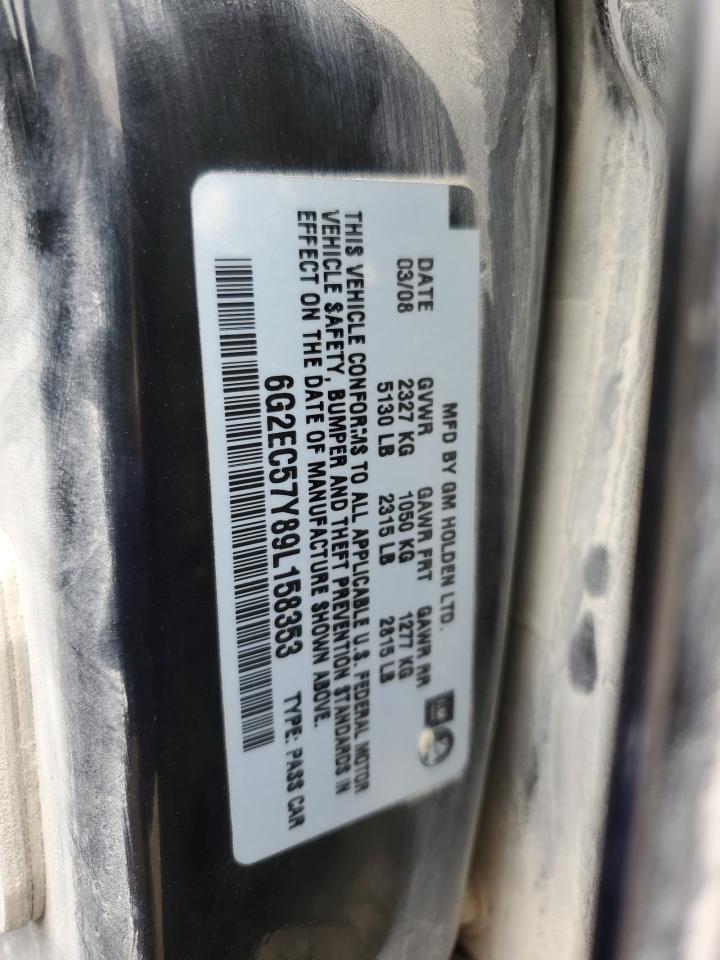 MFD BY GM HOLDEN LTD.
DATE GVWR GAWR FRT GAWR RR
03/08 2327 KG 1050 KG 1277 KG
5130 LB 2315 LB 2815 LB
THIS VEHICLE CONFORMS TO ALL APPLICABLE U.S. FEDERAL MOTOR
VEHICLE SAFETY, BUMPER AND THEFT PREVENTION STANDARDS IN
EFFECT ON THE DATE OF MANUFACTURE SHOWN ABOVE.
6G2EC57Y89L158353 TYPE: PASS CAR